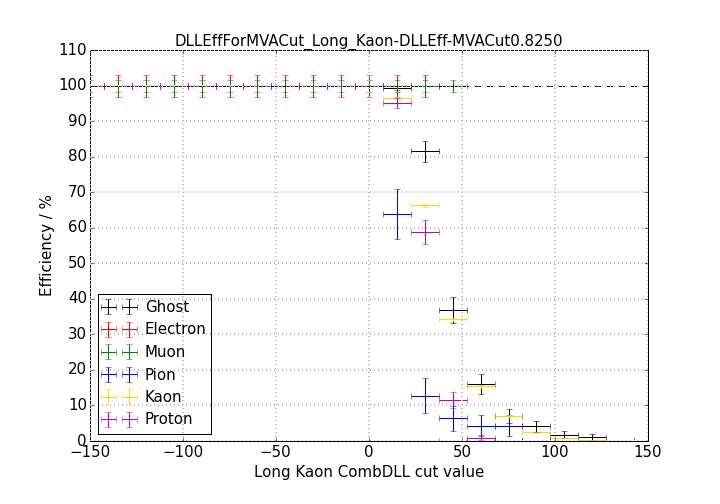 DLLEffForMVACut_Long_Kaon-DLLEff-MVACut0.8250
110
100
90
80
70
60
50
40
30
20
10
0
Efficiency / %
Ghost
Electron
Muon
Pion
Kaon
Proton
−150 −100 −50 0 50 100 150
Long Kaon CombDLL cut value